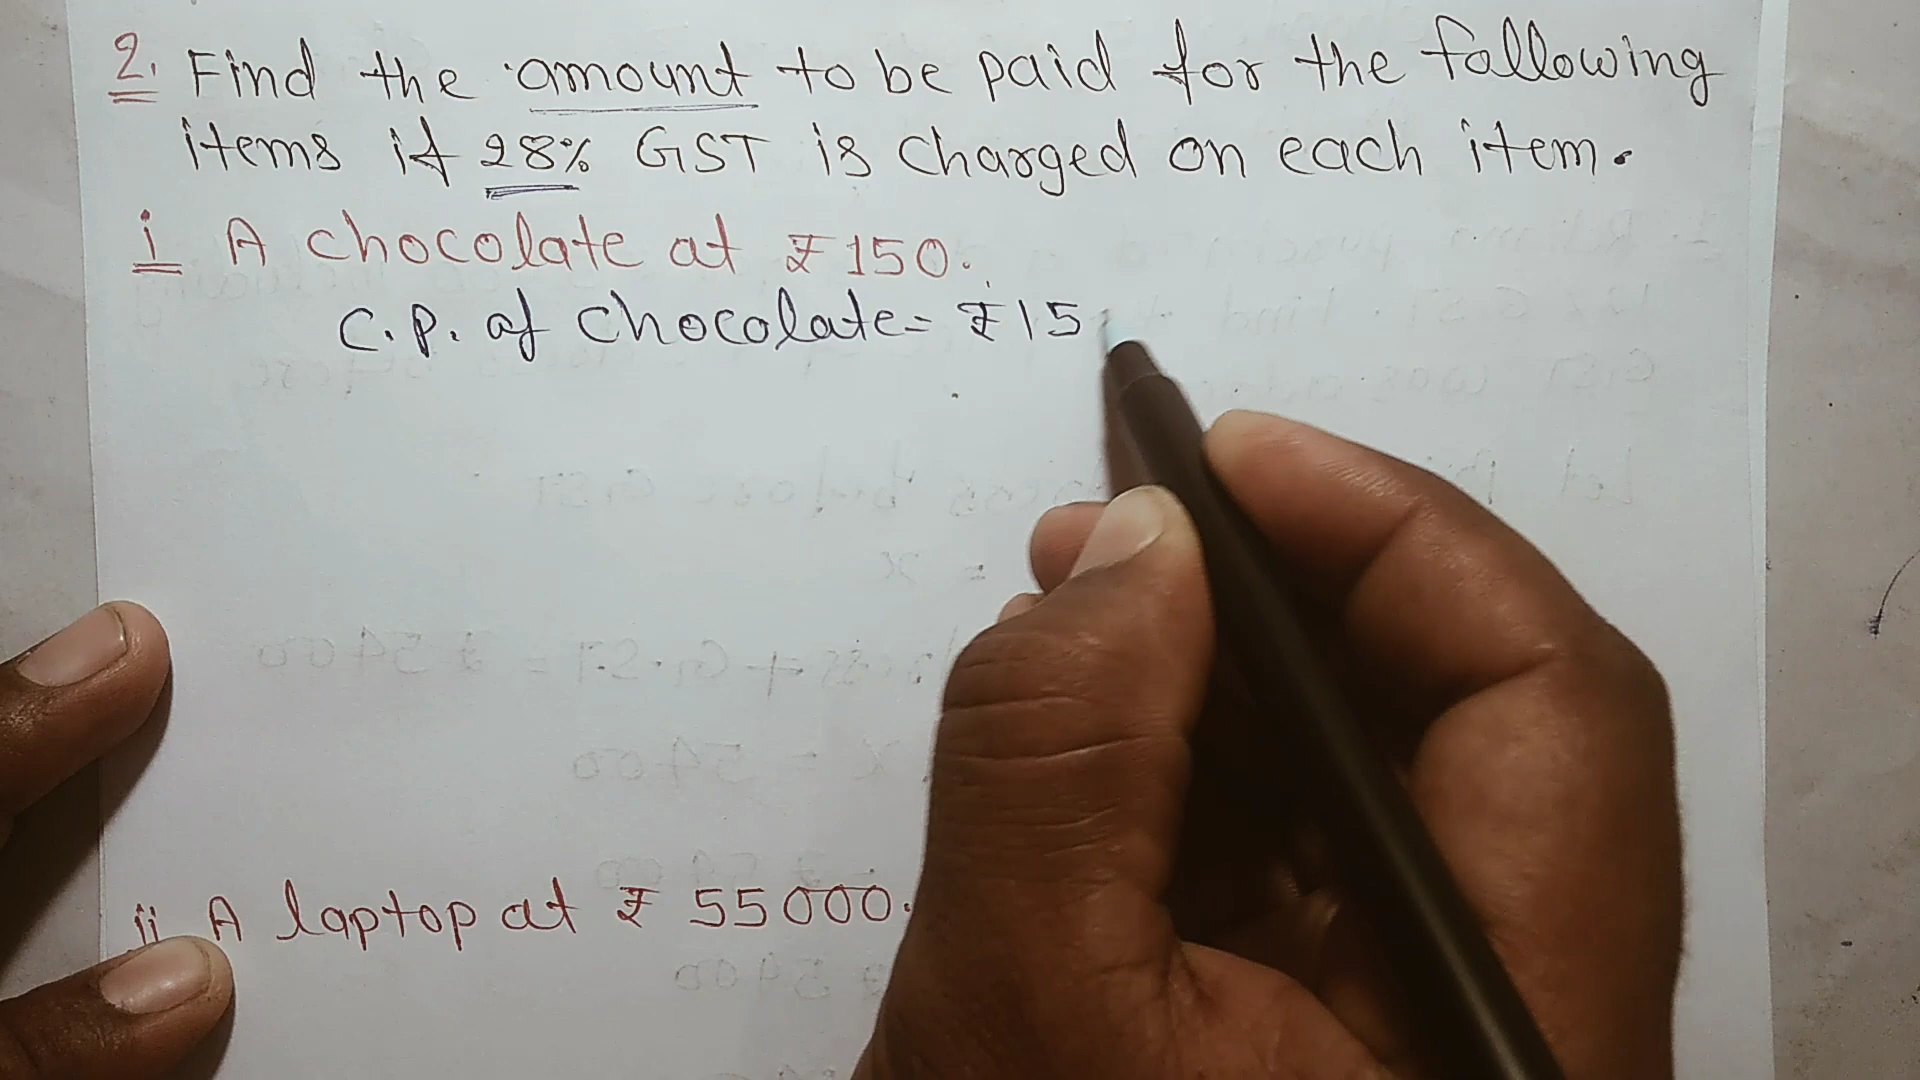 2. Find the amount to be paid for the following
items if 28% GST is charged on each item.
i A chocolate at ₹150.
C.P. of chocolate = ₹15
ii A laptop at ₹ 55000.